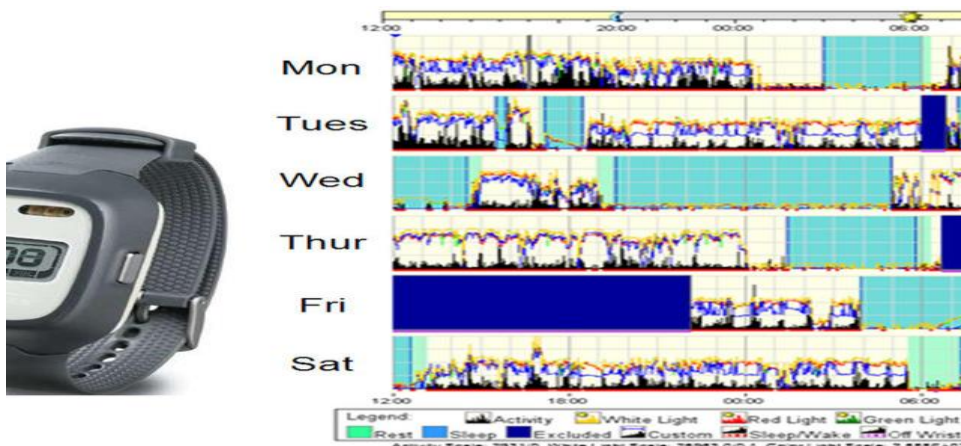 12:00 20:00 00:00 06:00
Mon
Tues
Wed
08
Thur
Fri
Sat
12:00 18:00 00:00 06:00
Legend: Activity White Light Red Light Green Light
Rest Sleep Excluded Custom Sleep/Wake Off Wrist